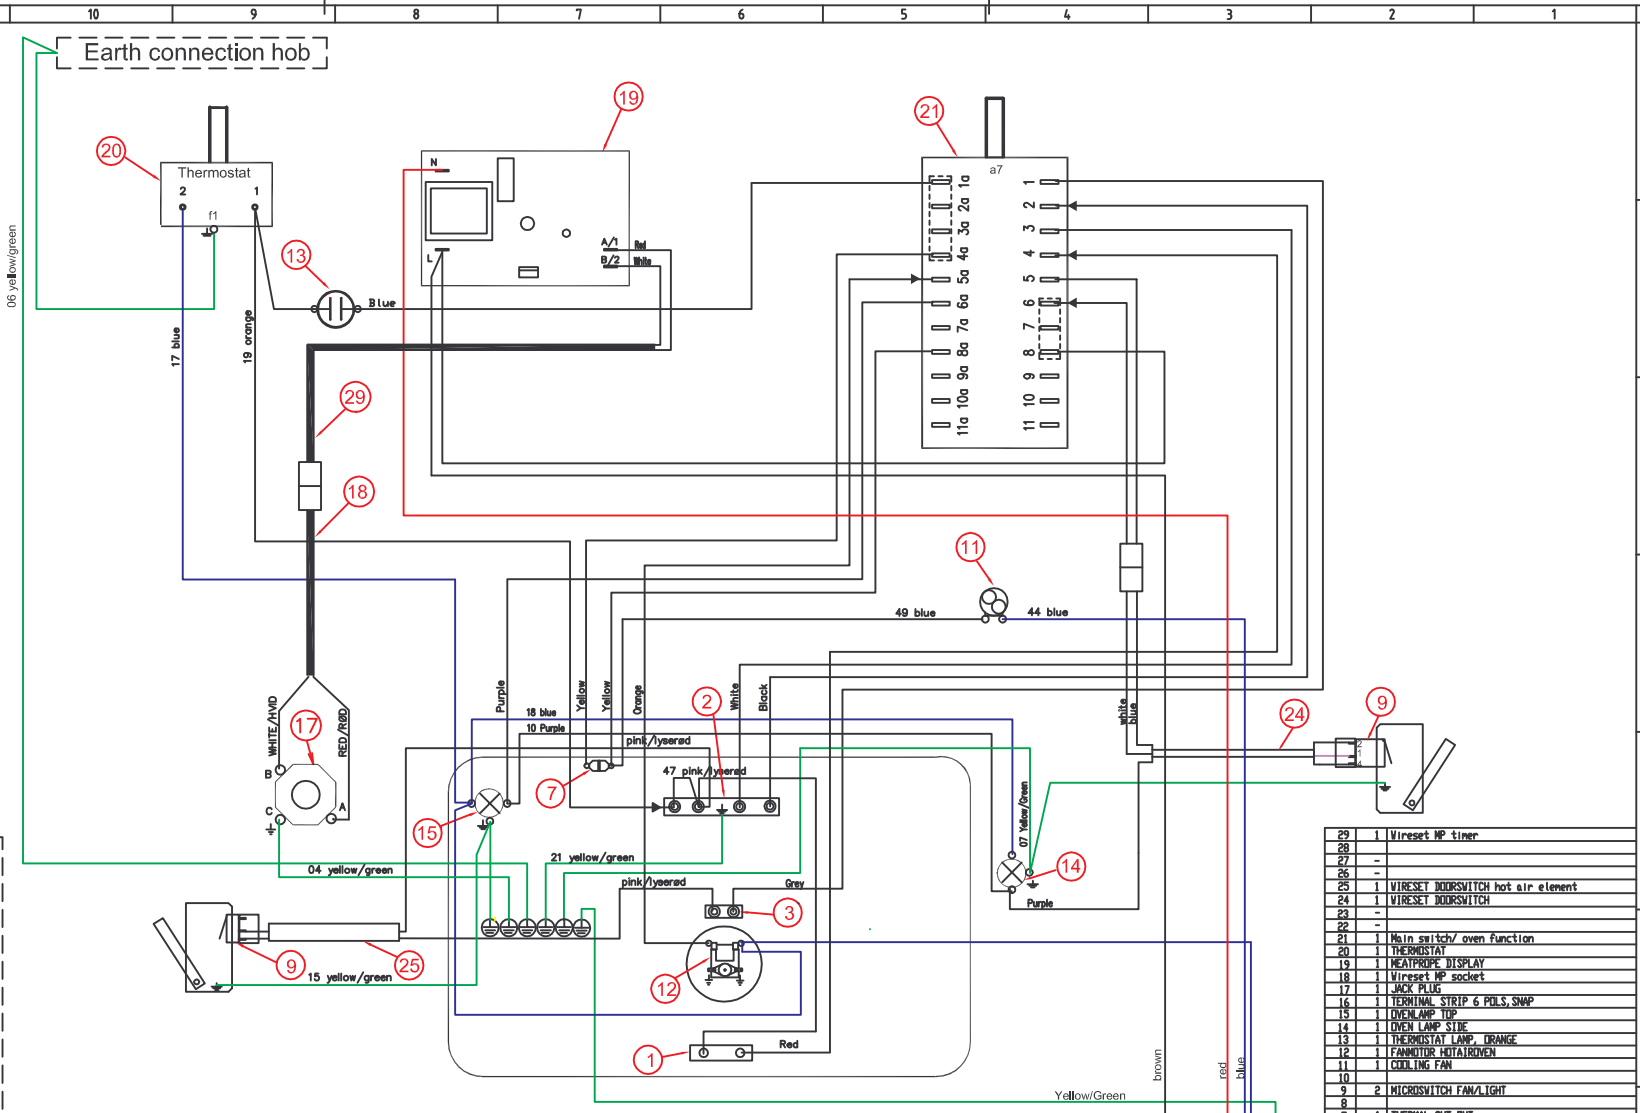 10 9 8 7 6 5 4 3 2 1
Earth connection hob
06 yellow/green
20
Thermostat
2 1
f1
13
Blue
17 blue
19 orange
19
N
L
A/1 Red
B/2 White
21
a7
1a 1
2a 2
3a 3
4a 4
5a 5
6a 6
7a 7
8a 8
9a 9
10a 10
11a 11
29
18
11
49 blue
44 blue
WHITE/HVID
RED/RØD
17
B
C
A
Purple
Yellow
Yellow
Orange
White
Black
18 blue
10 Purple
pink/lyserød
47 pink/lyserød
2
7
15
white
blue
24
9
2
1
4
07 Yellow/Green
14
Purple
04 yellow/green
21 yellow/green
pink/lyserød
Grey
3
9
25
15 yellow/green
12
1
Red
brown
red
blue
Yellow/Green
29 1 Wireset MP timer
28
27 -
26 -
25 1 WIRESET DOORSWITCH hot air element
24 1 WIRESET DOORSWITCH
23 -
22 -
21 1 Main switch/ oven function
20 1 THERMOSTAT
19 1 MEATPROPE DISPLAY
18 1 Wireset MP socket
17 1 JACK PLUG
16 1 TERMINAL STRIP 6 POLS, SNAP
15 1 OVENLAMP TOP
14 1 OVEN LAMP SIDE
13 1 THERMOSTAT LAMP, ORANGE
12 1 FANMOTOR HOTAIROVEN
11 1 COOLING FAN
10
9 2 MICROSWITCH FAN/LIGHT
8